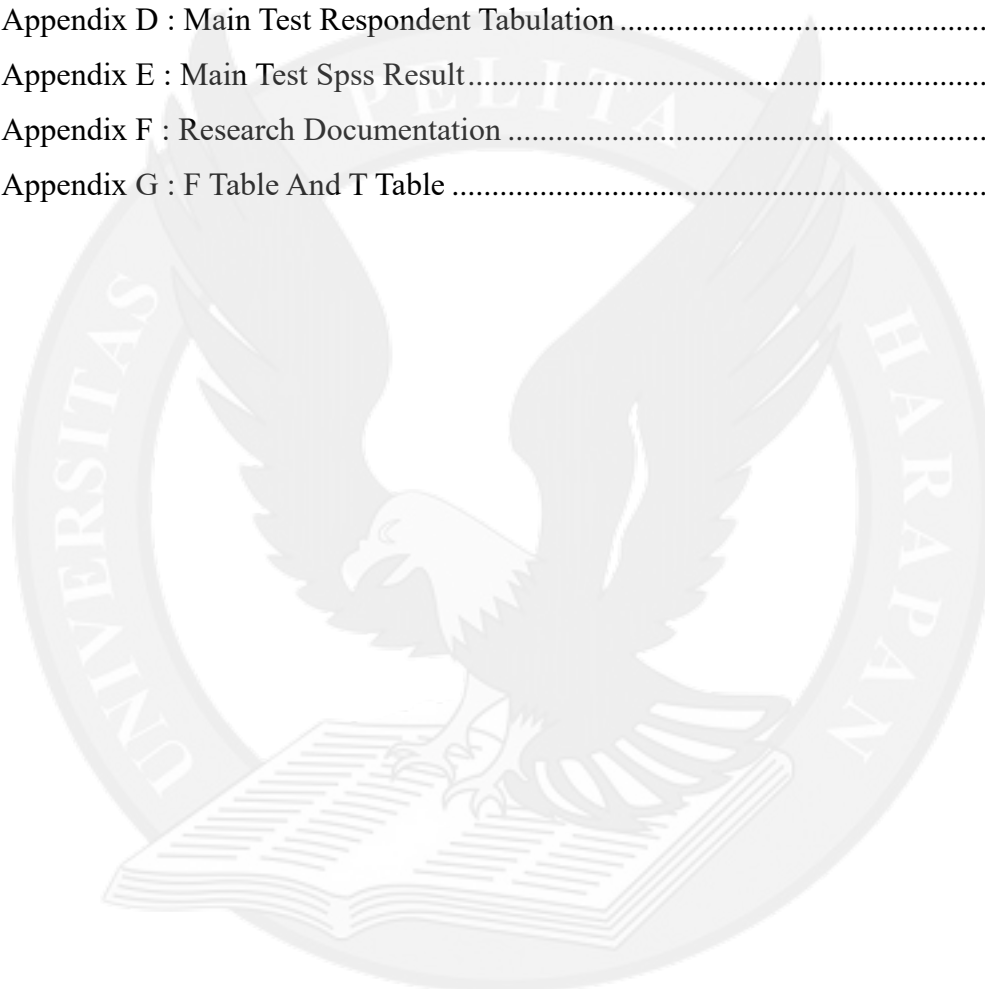 Appendix D : Main Test Respondent Tabulation ................................................
Appendix E : Main Test Spss Result...................................................................
Appendix F : Research Documentation ..............................................................
Appendix G : F Table And T Table .....................................................................
UNIVERSITAS PELITA HARAPAN